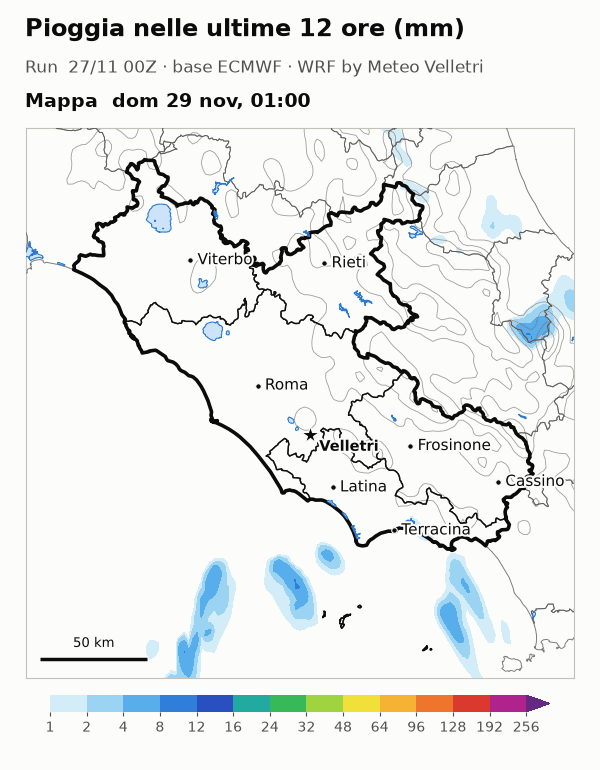 Pioggia nelle ultime 12 ore (mm)
Run 27/11 00Z · base ECMWF · WRF by Meteo Velletri
Mappa dom 29 nov, 01:00
Viterbo
Rieti
Roma
Velletri
Frosinone
Cassino
Latina
Terracina
50 km
1 2 4 8 12 16 24 32 48 64 96 128 192 256